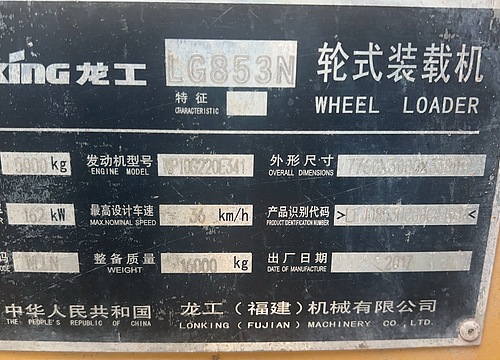 KING 龙工 LG853N 轮式装载机
特征
CHARACTERISTIC
WHEEL LOADER
5000 kg 发动机型号 外形尺寸
ENGINE MODEL OVERALL DIMENSIONS
162 kW 最高设计车速 36 km/h 产品识别代码
MAX.NOMINAL SPEED PRODUCT IDENTIFICATION NUMBER
码 整备质量 16000 kg 出厂日期 2017
WEIGHT DATE OF MANUFACTURE
中华人民共和国 龙工（福建）机械有限公司
THE PEOPLE'S REPUBLIC OF CHINA LONKING (FUJIAN) MACHINERY CO.,LTD.